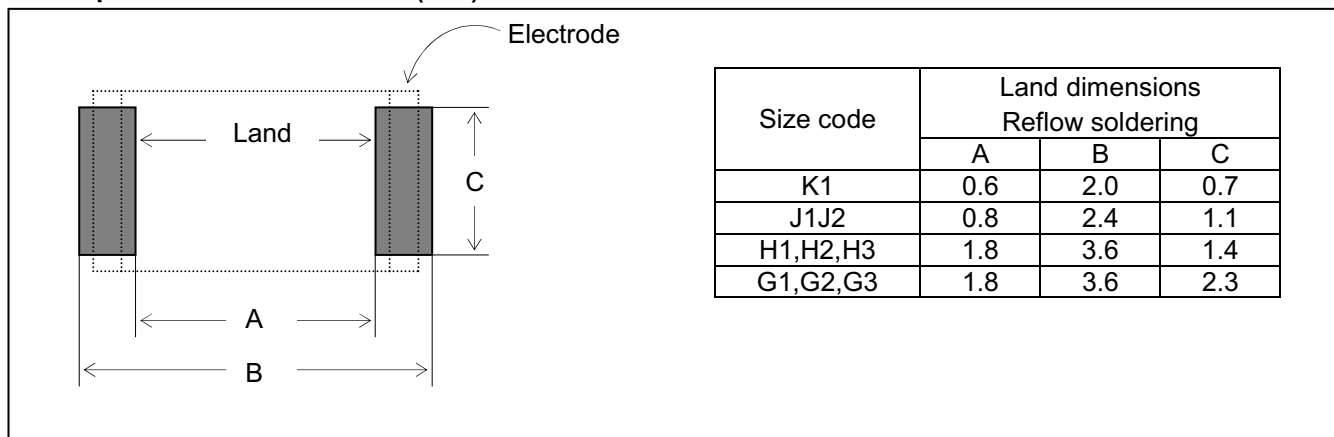 Electrode
Land
C
A
B
Size code
Land dimensions
Reflow soldering
A B C
K1 0.6 2.0 0.7
J1J2 0.8 2.4 1.1
H1,H2,H3 1.8 3.6 1.4
G1,G2,G3 1.8 3.6 2.3